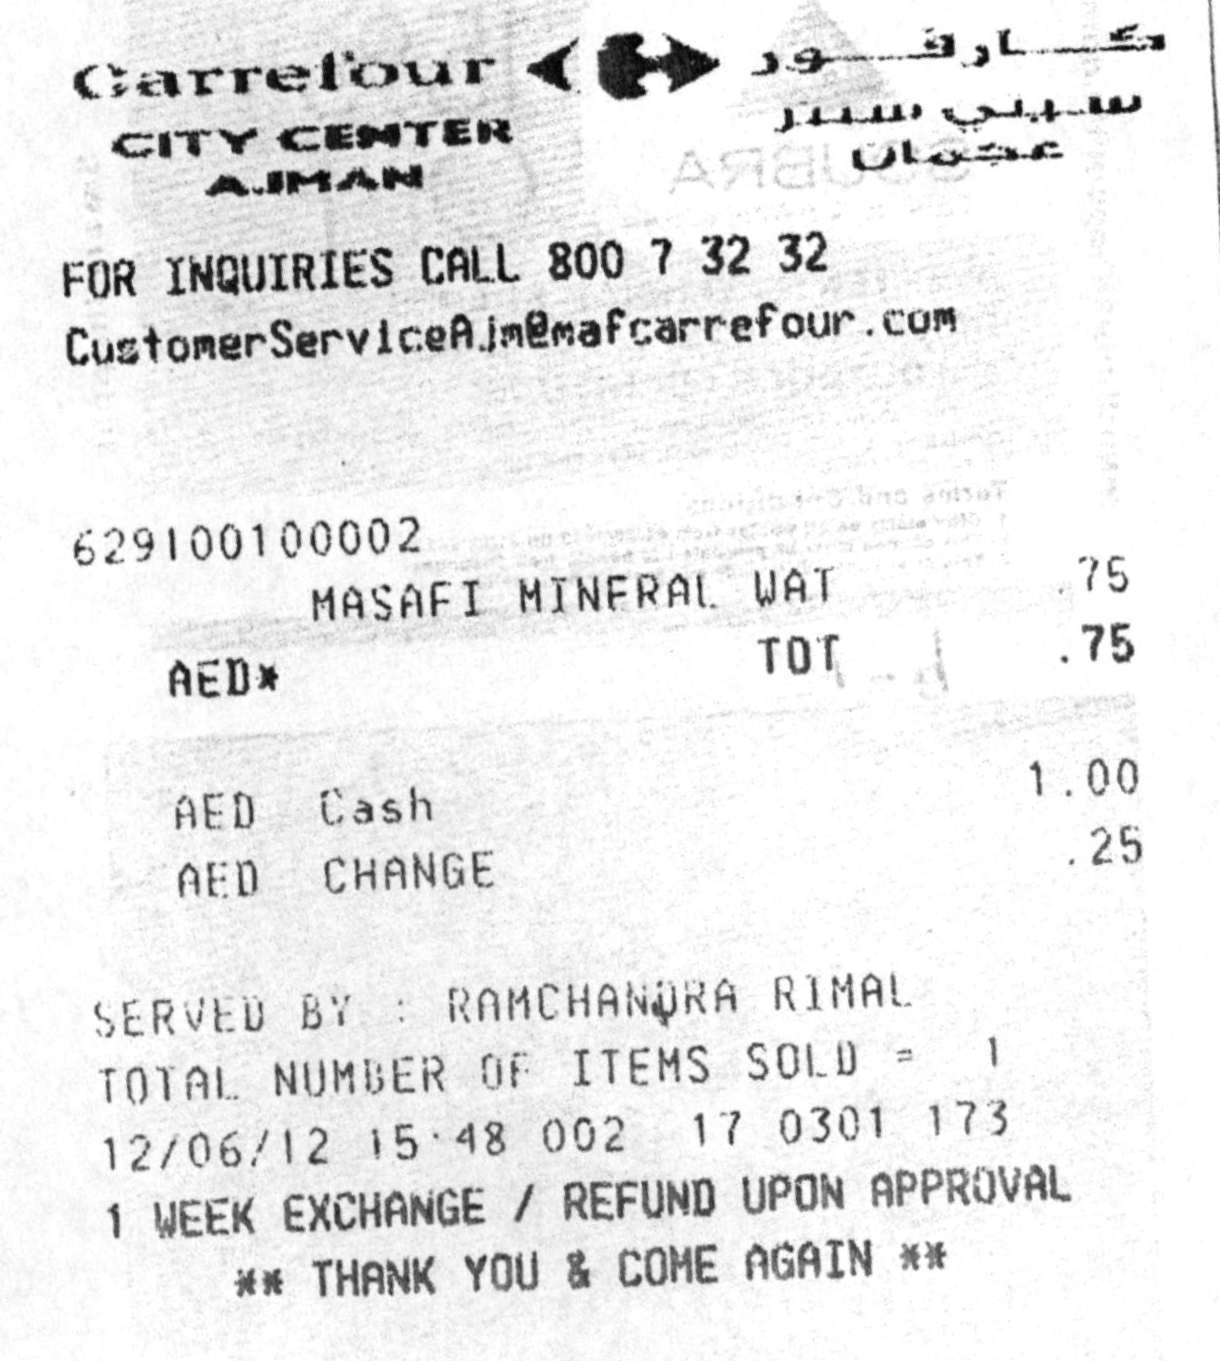 Carrefour كارفور
CITY CENTER سيتي سنتر
AJMAN عجمان
FOR INQUIRIES CALL 800 7 32 32
CustomerServiceAjm@mafcarrefour.com
629100100002
MASAFI MINERAL WAT .75
AED* TOT .75
AED Cash 1.00
AED CHANGE .25
SERVED BY : RAMCHANDRA RIMAL
TOTAL NUMBER OF ITEMS SOLD = 1
12/06/12 15:48 002 17 0301 173
1 WEEK EXCHANGE / REFUND UPON APPROVAL
** THANK YOU & COME AGAIN **